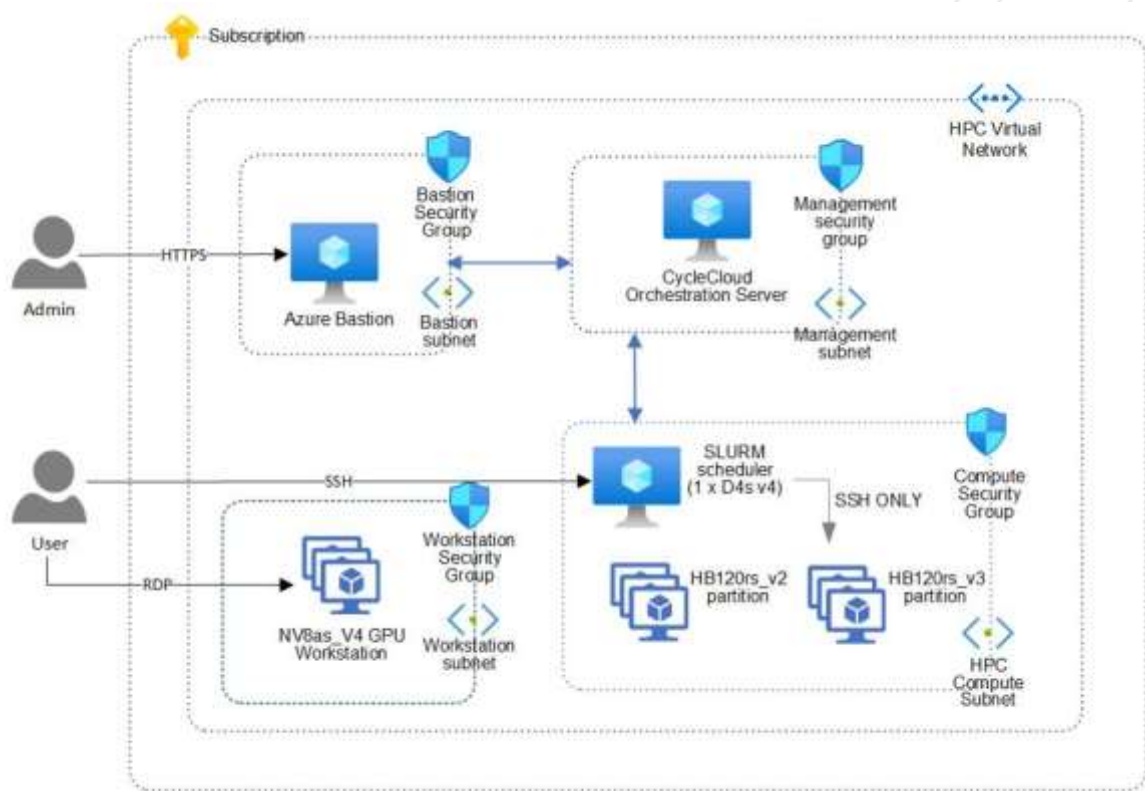 Subscription
HPC Virtual
Network
Bastion
Security
Group
Management
security
group
HTTPS
Admin
Azure Bastion
Bastion
subnet
CycleCloud
Orchestration Server
Management
subnet
SLURM
scheduler
(1 x D4s v4)
Compute
Security
Group
SSH
SSH ONLY
User
Workstation
Security
Group
RDP
HB120rs_v2
partition
HB120rs_v3
partition
NV8as_V4 GPU
Workstation
Workstation
subnet
HPC
Compute
Subnet